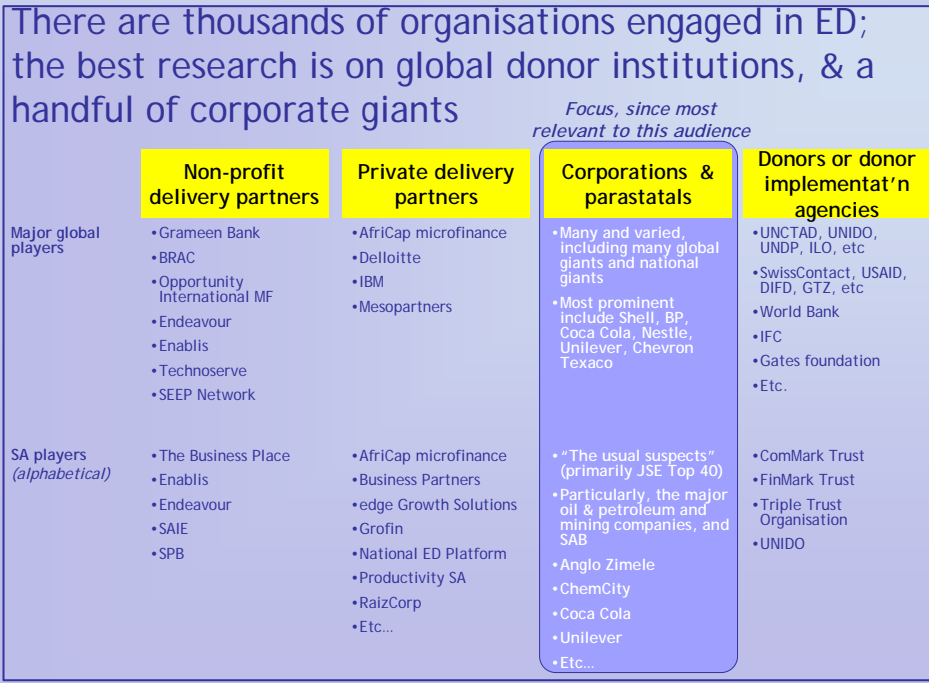 There are thousands of organisations engaged in ED;
the best research is on global donor institutions, & a
handful of corporate giants
Focus, since most
relevant to this audience
Non-profit
delivery partners
Private delivery
partners
Corporations &
parastatals
Donors or donor
implementat'n
agencies
Major global
players
•Grameen Bank
•BRAC
•Opportunity
International MF
•Endeavour
•Enablis
•Technoserve
•SEEP Network
•AfriCap microfinance
•Delloitte
•IBM
•Mesopartners
•Many and varied,
including many global
giants and national
giants
•Most prominent
include Shell, BP,
Coca Cola, Nestle,
Unilever, Chevron
Texaco
•UNCTAD, UNIDO,
UNDP, ILO, etc
•SwissContact, USAID,
DIFD, GTZ, etc
•World Bank
•IFC
•Gates foundation
•Etc.
SA players
(alphabetical)
•The Business Place
•Enablis
•Endeavour
•SAIE
•SPB
•AfriCap microfinance
•Business Partners
•edge Growth Solutions
•Grofin
•National ED Platform
•Productivity SA
•RaizCorp
•Etc…
•"The usual suspects"
(primarily JSE Top 40)
•Particularly, the major
oil & petroleum and
mining companies, and
SAB
•Anglo Zimele
•ChemCity
•Coca Cola
•Unilever
•Etc…
•ComMark Trust
•FinMark Trust
•Triple Trust
Organisation
•UNIDO